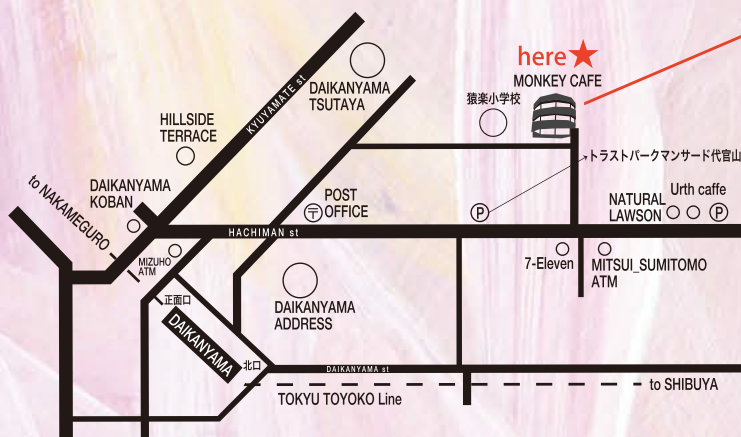 here
MONKEY CAFE
猿楽小学校
DAIKANYAMA
TSUTAYA
KYUYAMATE st
HILLSIDE
TERRACE
トラストパークマンサード代官山
DAIKANYAMA
KOBAN
to NAKAMEGURO
〒
POST
OFFICE
P
NATURAL
LAWSON
Urth caffe
P
HACHIMAN st
MIZUHO
ATM
7-Eleven
MITSUI_SUMITOMO
ATM
正面口
DAIKANYAMA
ADDRESS
DAIKANYAMA
北口
DAIKANYAMA st
TOKYU TOYOKO Line
to SHIBUYA